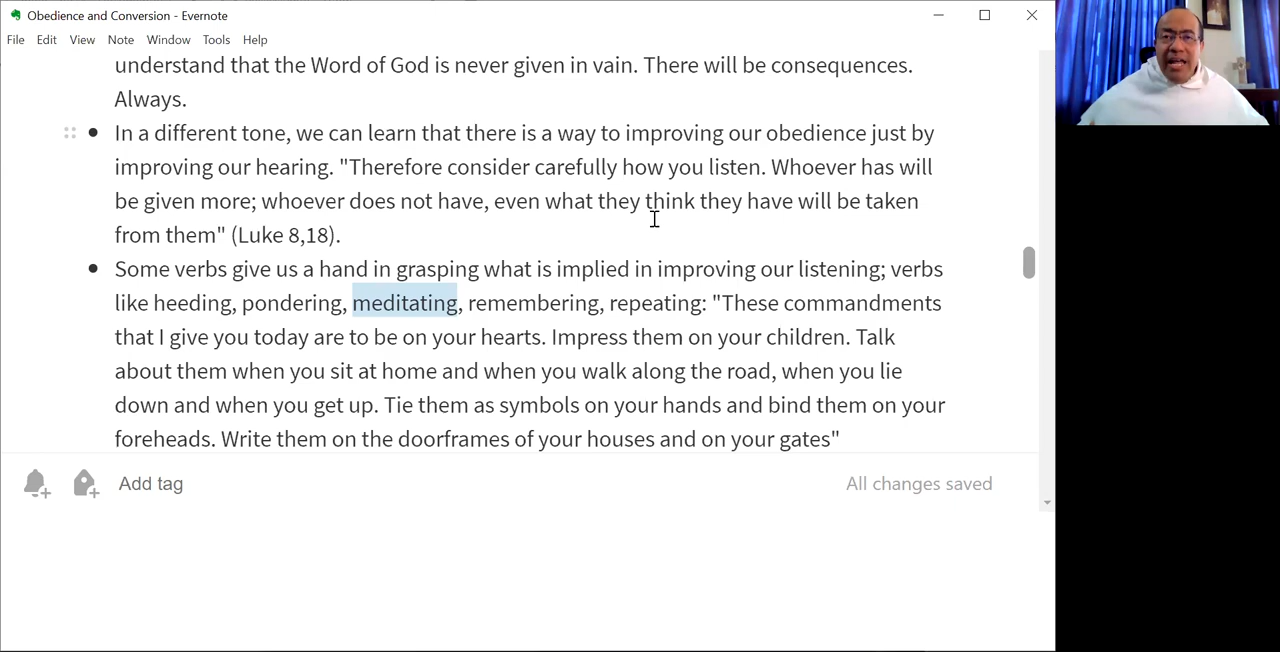 Obedience and Conversion - Evernote
File Edit View Note Window Tools Help
understand that the Word of God is never given in vain. There will be consequences.
Always.
In a different tone, we can learn that there is a way to improving our obedience just by
improving our hearing. "Therefore consider carefully how you listen. Whoever has will
be given more; whoever does not have, even what they think they have will be taken
from them" (Luke 8,18).
Some verbs give us a hand in grasping what is implied in improving our listening; verbs
like heeding, pondering, meditating, remembering, repeating: "These commandments
that I give you today are to be on your hearts. Impress them on your children. Talk
about them when you sit at home and when you walk along the road, when you lie
down and when you get up. Tie them as symbols on your hands and bind them on your
foreheads. Write them on the doorframes of your houses and on your gates"
Add tag All changes saved